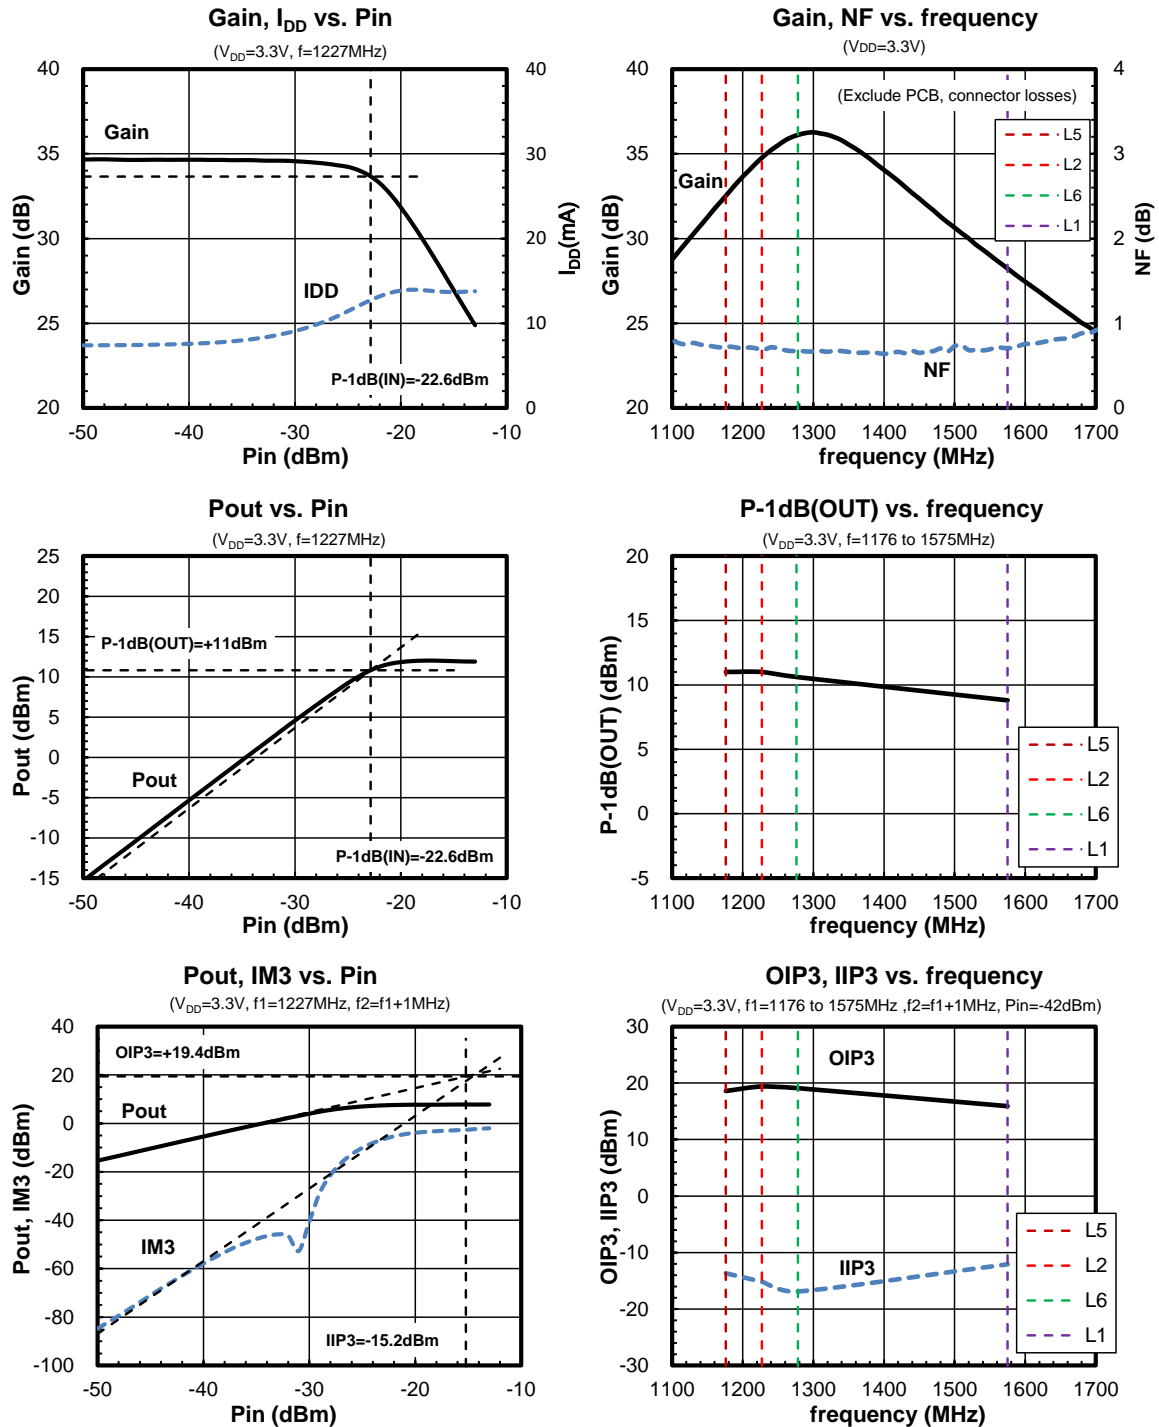 Gain, IDD vs. Pin
(VDD=3.3V, f=1227MHz)
40
35
30
25
20
Gain (dB)
40
30
20
10
0
IDD(mA)
Gain
IDD
P-1dB(IN)=-22.6dBm
-50
-40
-30
-20
-10
Pin (dBm)
Gain, NF vs. frequency
(VDD=3.3V)
40
35
30
25
20
Gain (dB)
4
3
2
1
0
NF (dB)
(Exclude PCB, connector losses)
L5
L2
L6
L1
Gain
NF
1100
1200
1300
1400
1500
1600
1700
frequency (MHz)
Pout vs. Pin
(VDD=3.3V, f=1227MHz)
25
20
15
10
5
0
-5
-10
-15
Pout (dBm)
P-1dB(OUT)=+11dBm
Pout
P-1dB(IN)=-22.6dBm
-50
-40
-30
-20
-10
Pin (dBm)
P-1dB(OUT) vs. frequency
(VDD=3.3V, f=1176 to 1575MHz)
20
15
10
5
0
-5
P-1dB(OUT) (dBm)
L5
L2
L6
L1
1100
1200
1300
1400
1500
1600
1700
frequency (MHz)
Pout, IM3 vs. Pin
(VDD=3.3V, f1=1227MHz, f2=f1+1MHz)
40
20
0
-20
-40
-60
-80
-100
Pout, IM3 (dBm)
OIP3=+19.4dBm
Pout
IM3
IIP3=-15.2dBm
-50
-40
-30
-20
-10
Pin (dBm)
OIP3, IIP3 vs. frequency
(VDD=3.3V, f1=1176 to 1575MHz ,f2=f1+1MHz, Pin=-42dBm)
30
20
10
0
-10
-20
-30
OIP3, IIP3 (dBm)
OIP3
IIP3
L5
L2
L6
L1
1100
1200
1300
1400
1500
1600
1700
frequency (MHz)